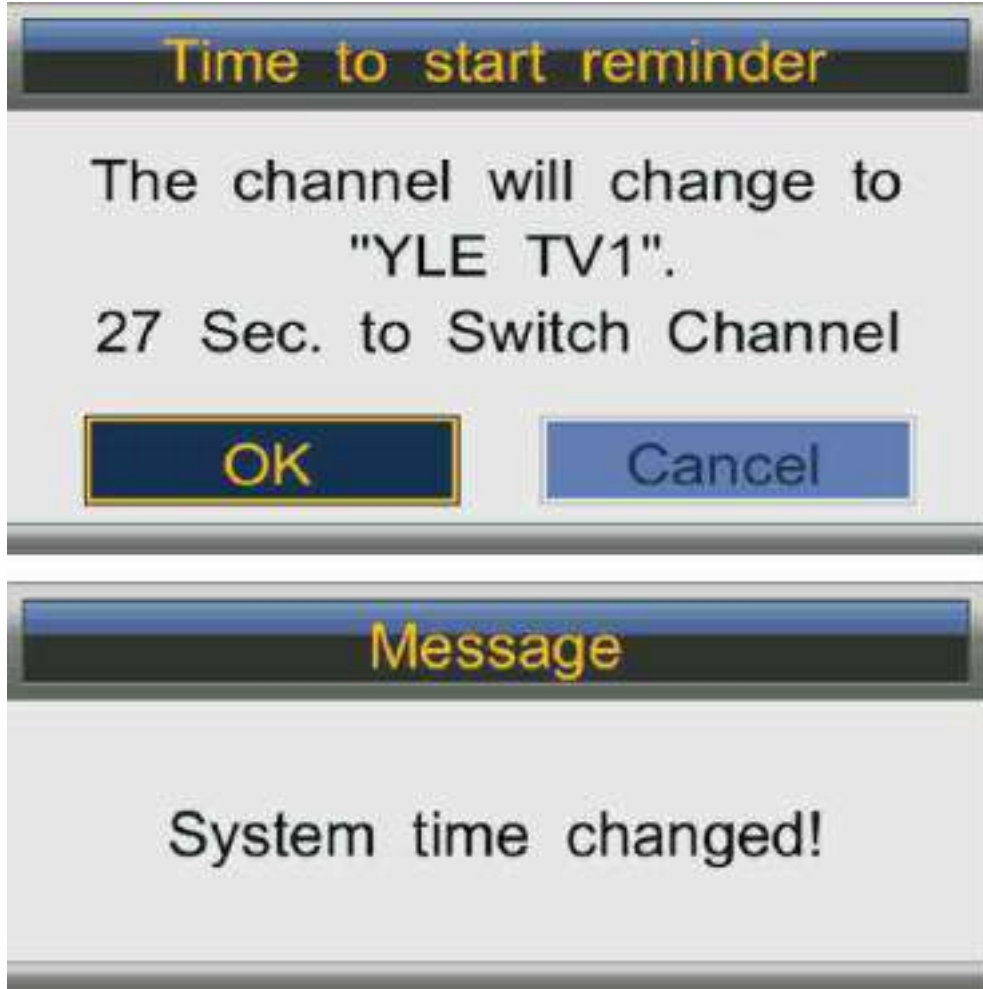 Time to start reminder
The channel will change to
"YLE TV1".
27 Sec. to Switch Channel
OK Cancel
Message
System time changed!